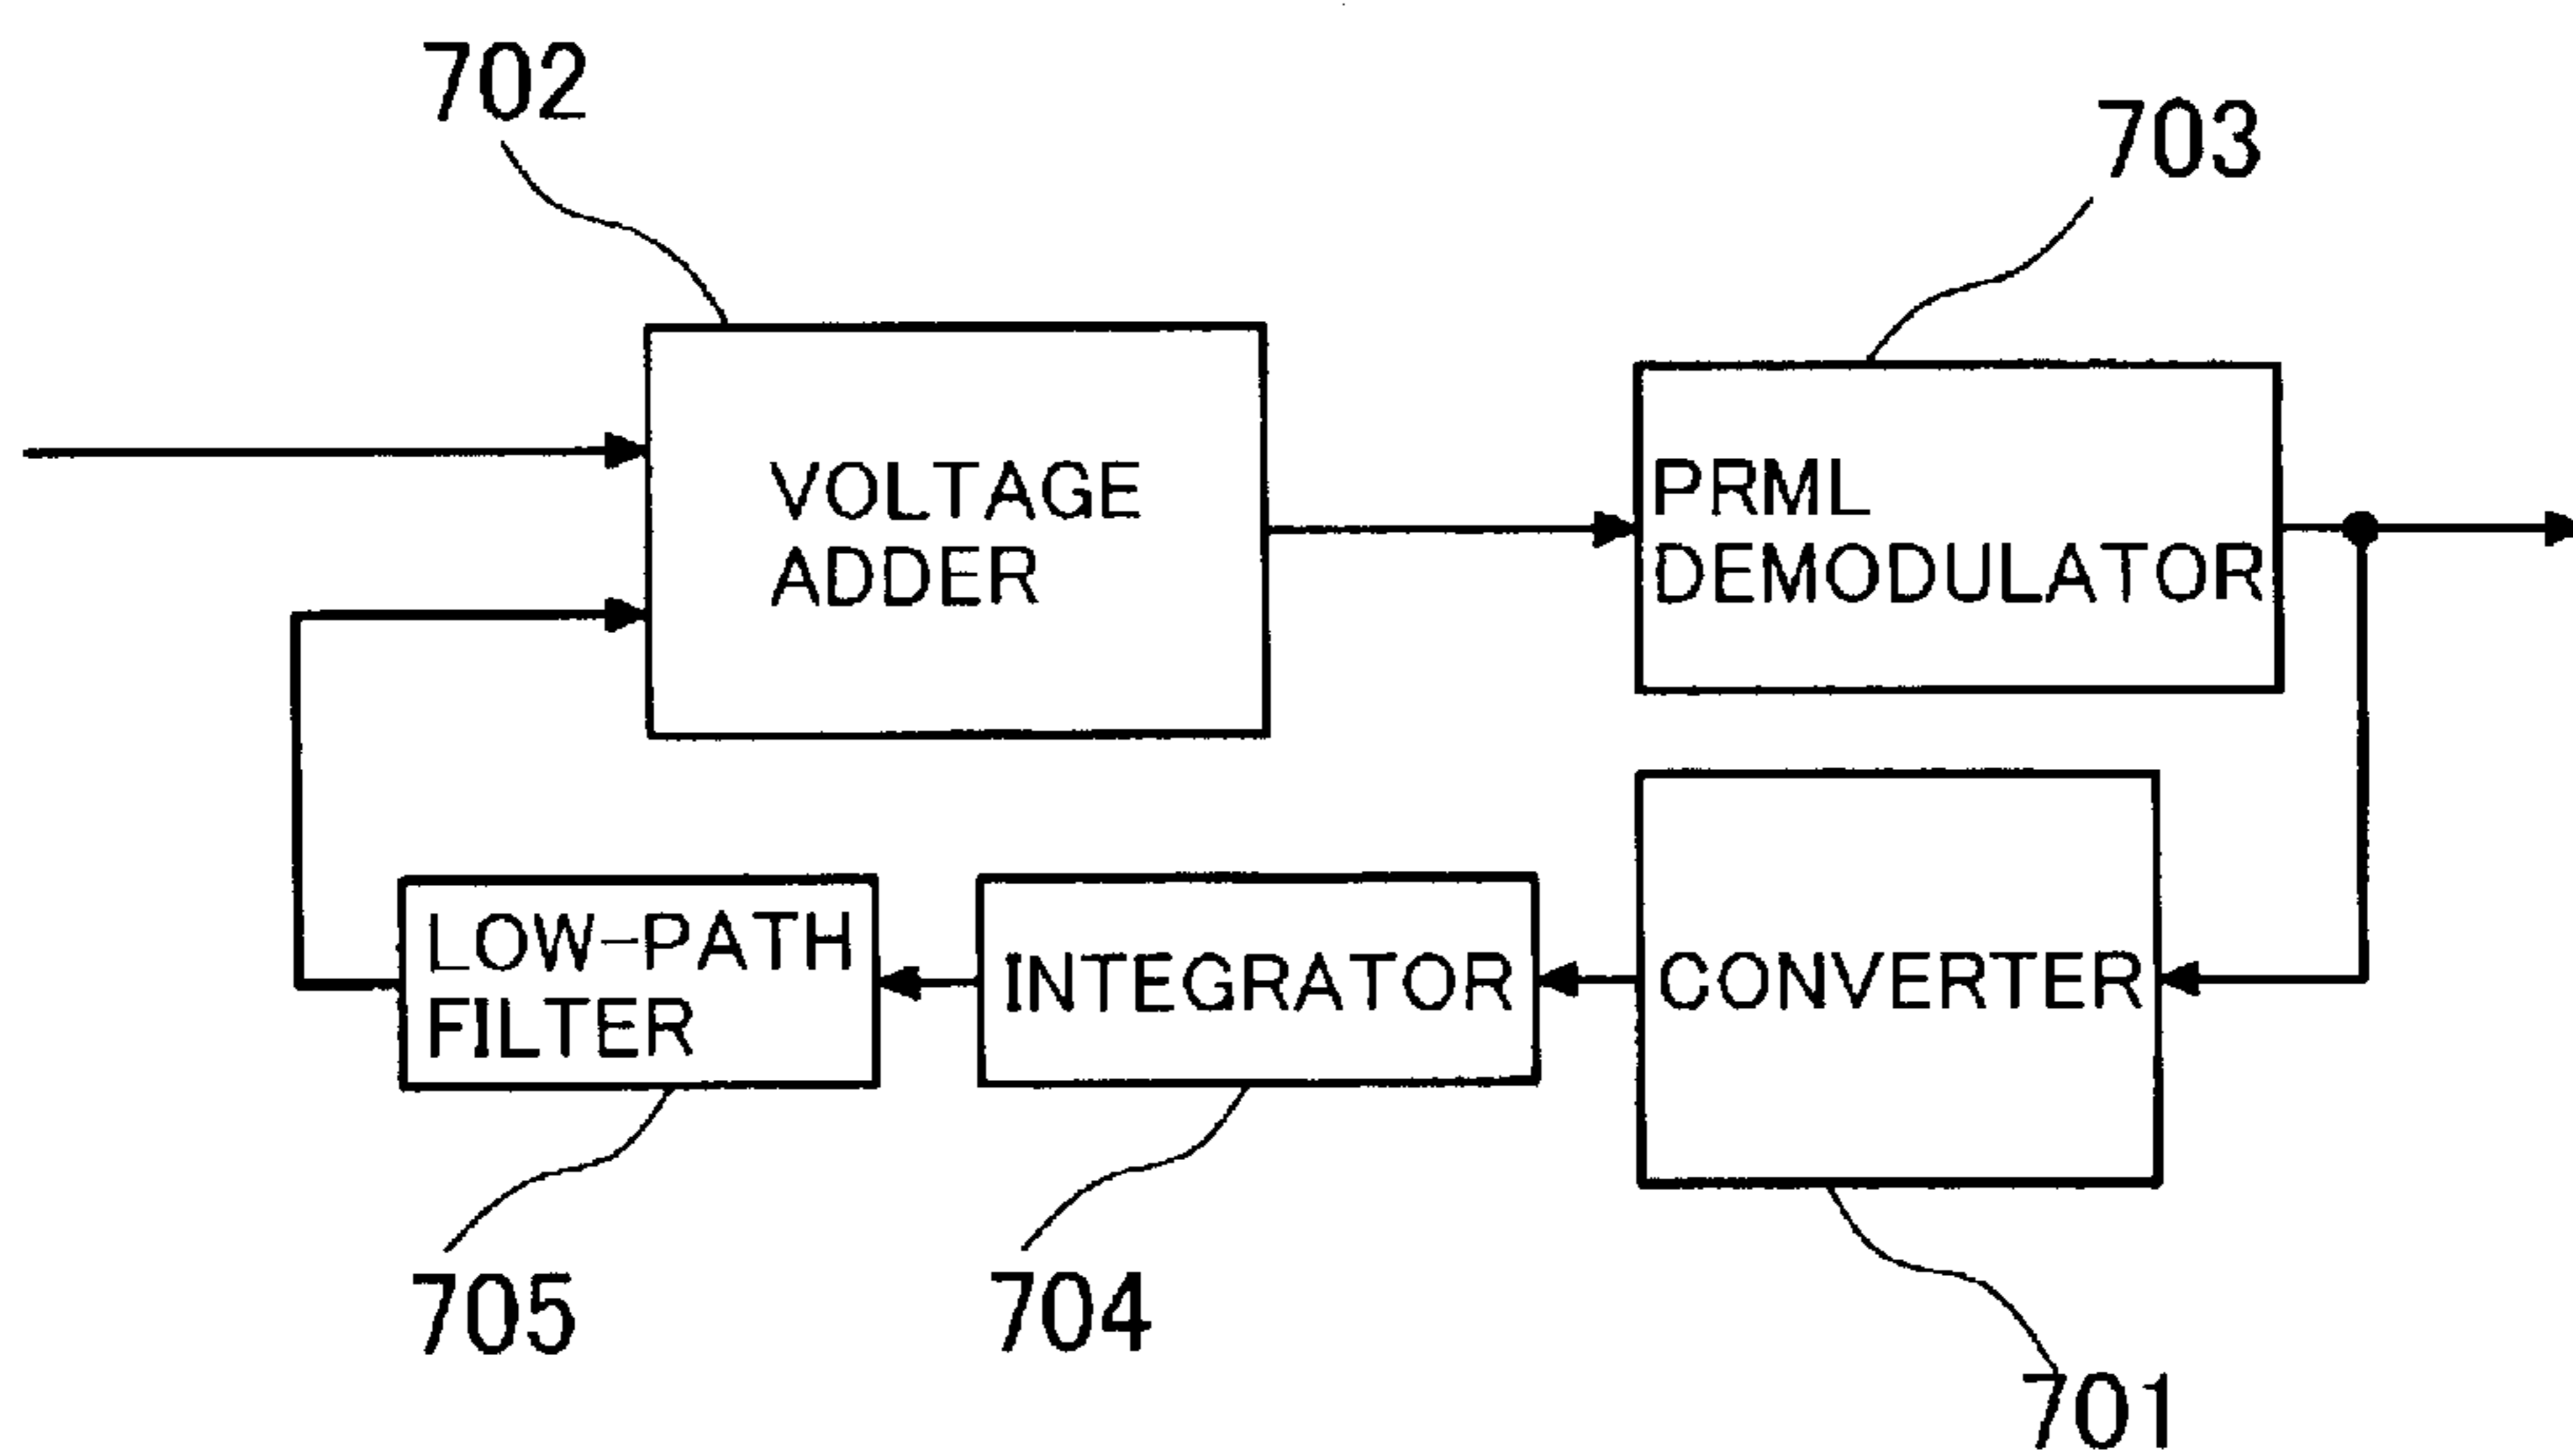 702
703
VOLTAGE
ADDER
PRML
DEMODULATOR
LOW-PATH
FILTER
INTEGRATOR
CONVERTER
705
704
701